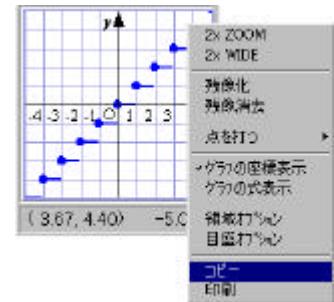 y
-4 -3 -2 -1 O 1 2 3
( 3.67, 4.40) -5.0
2x ZOOM
2x WIDE
残像化
残像消去
点を打つ
グラフの座標表示
グラフの式表示
領域オプション
目盛オプション
コピー
印刷